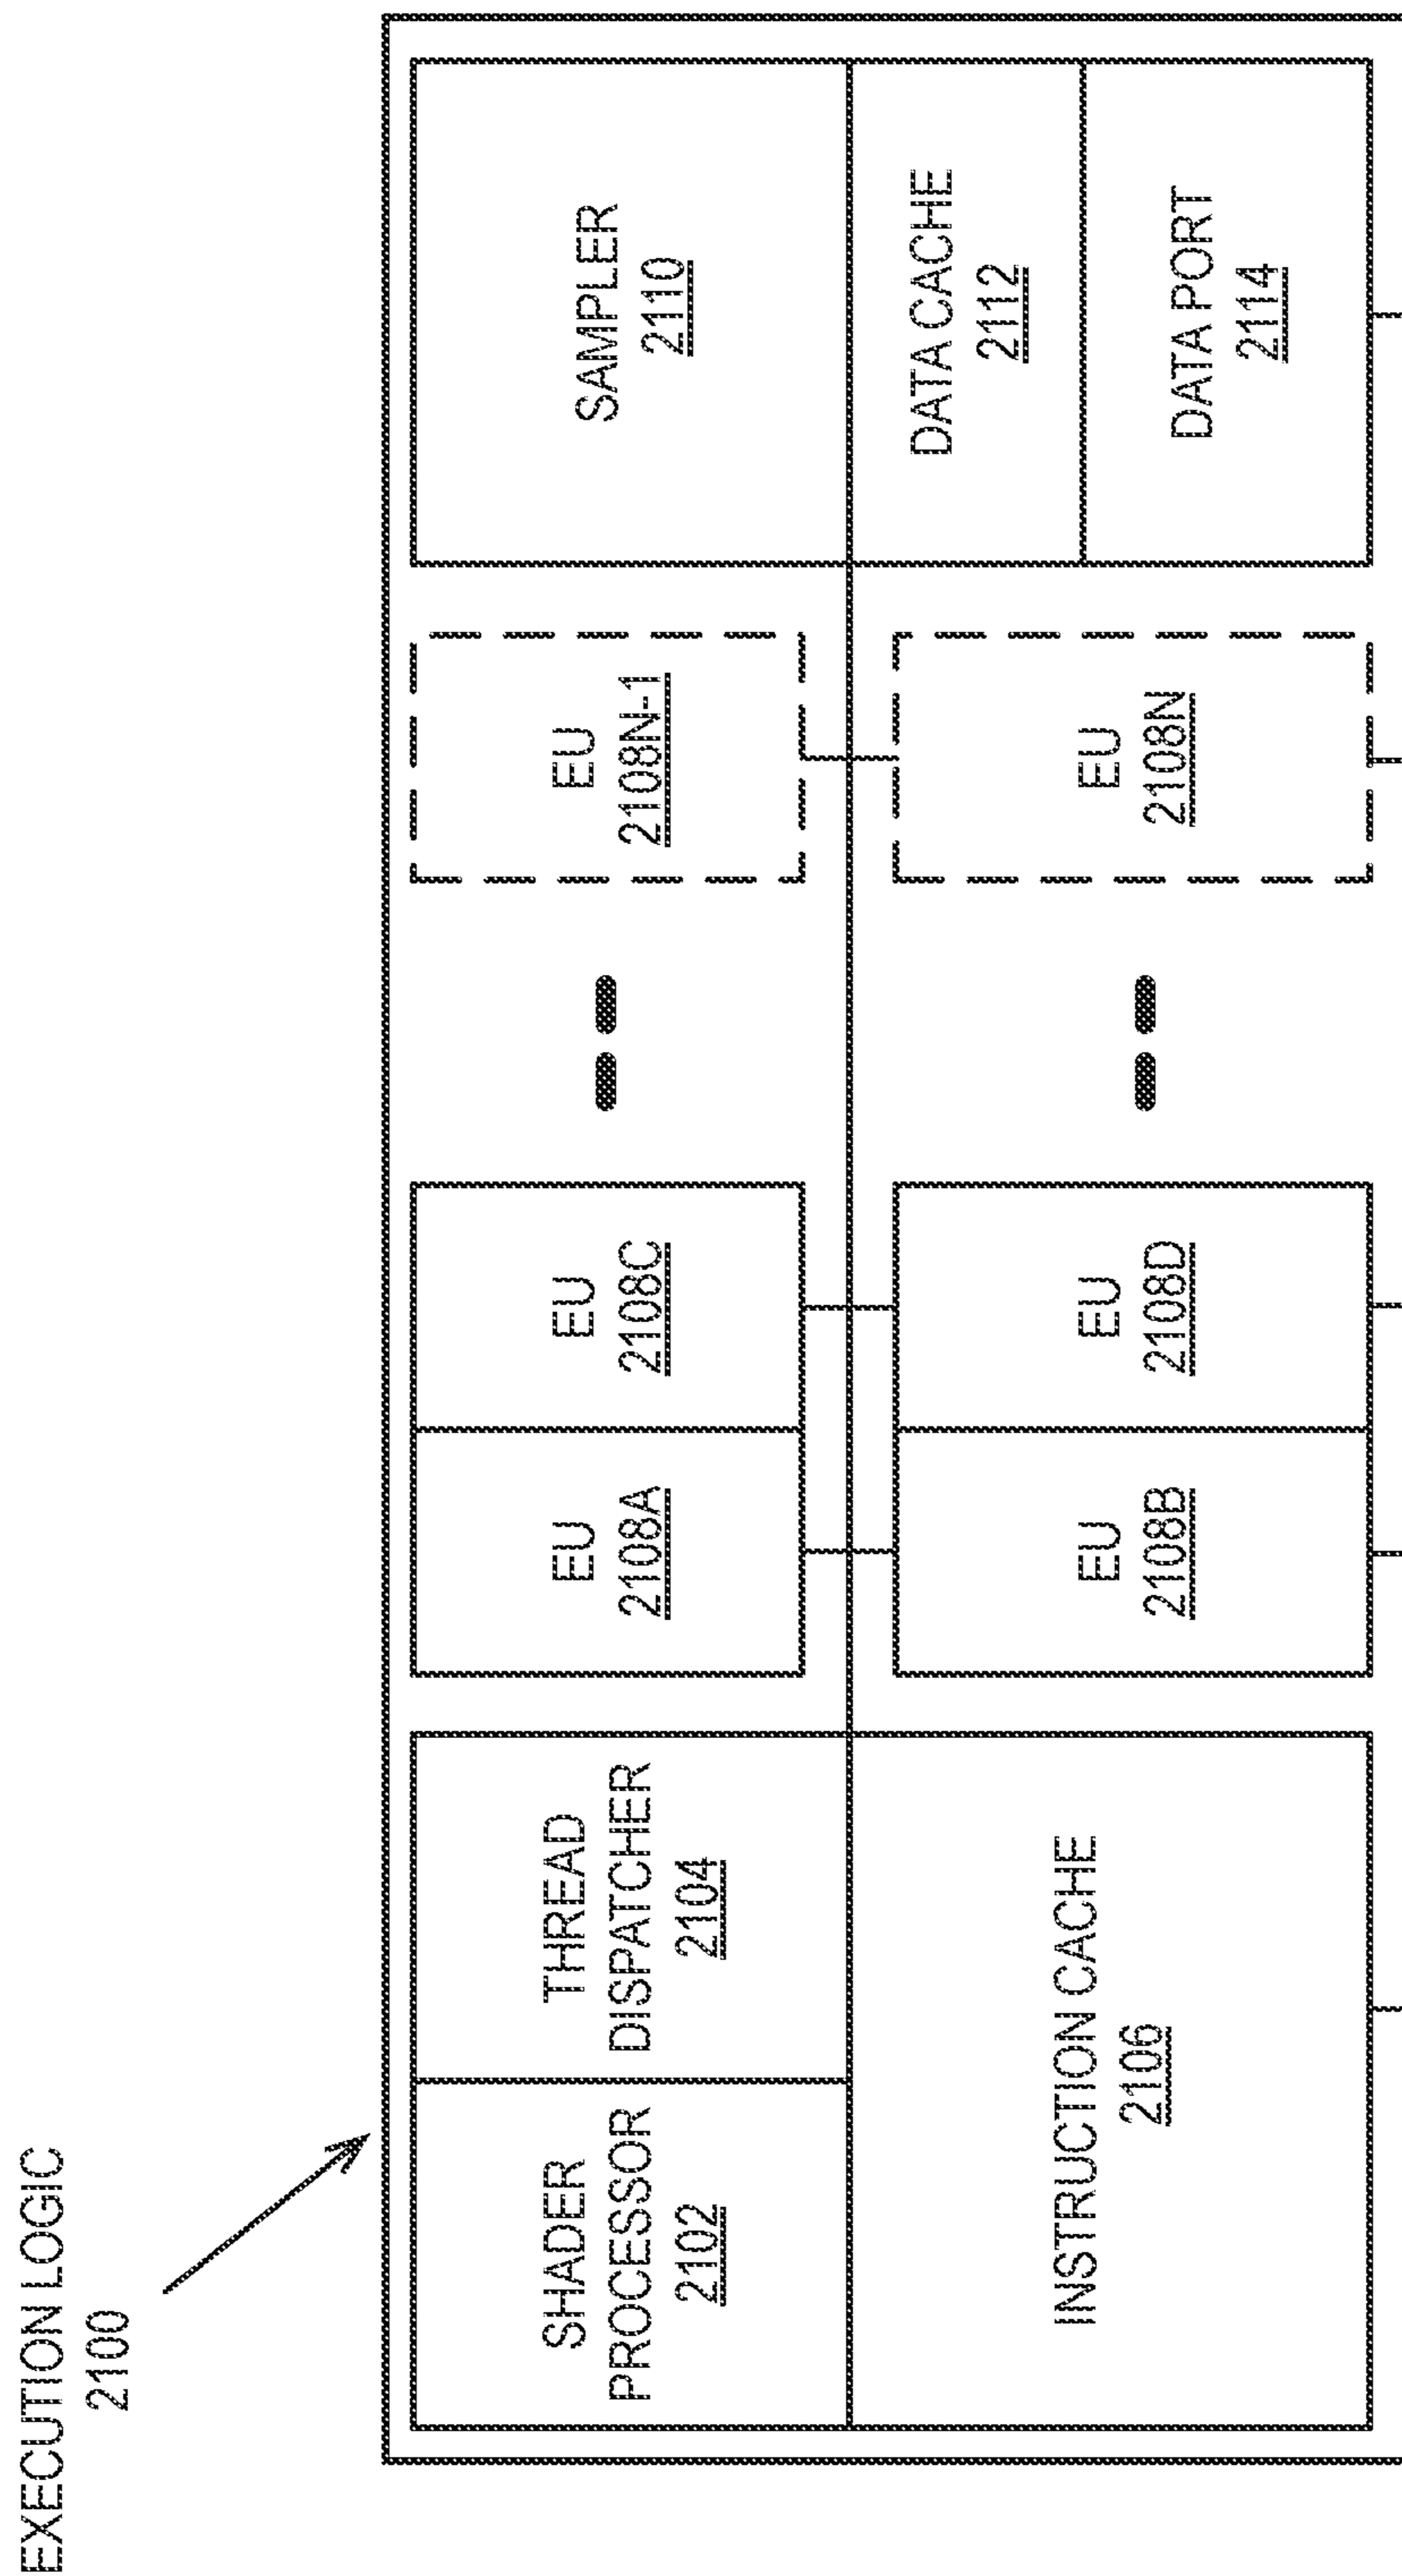 EXECUTION LOGIC
2100
SHADER
PROCESSOR
2102
THREAD
DISPATCHER
2104
INSTRUCTION CACHE
2106
EU
2108A
EU
2108C
EU
2108B
EU
2108D
EU
2108N-1
EU
2108N
SAMPLER
2110
DATA CACHE
2112
DATA PORT
2114